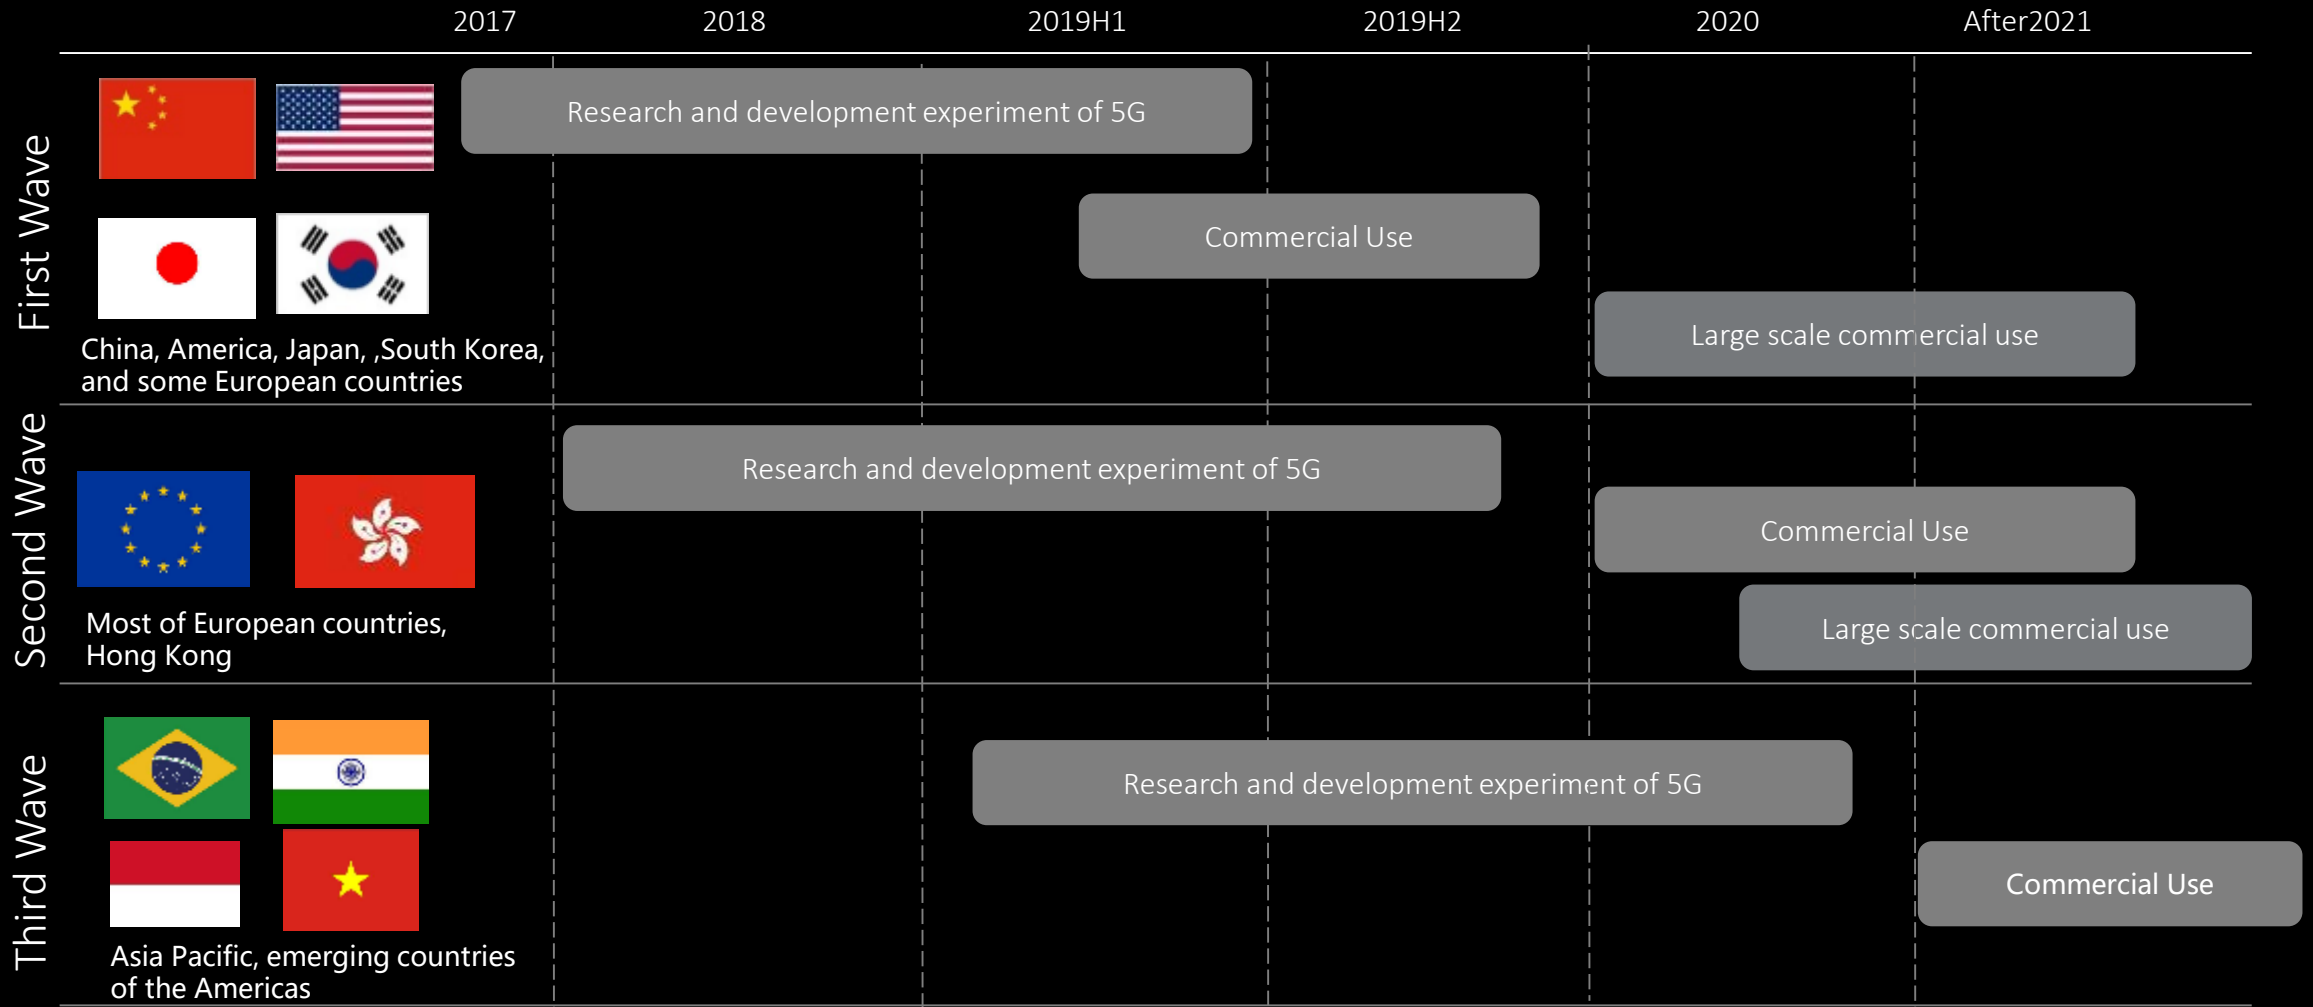 2017 2018 2019H1 2019H2 2020 After2021
First Wave
Research and development experiment of 5G
Commercial Use
Large scale commercial use
China, America, Japan, ,South Korea,
and some European countries
Second Wave
Research and development experiment of 5G
Commercial Use
Large scale commercial use
Most of European countries,
Hong Kong
Third Wave
Research and development experiment of 5G
Commercial Use
Asia Pacific, emerging countries
of the Americas